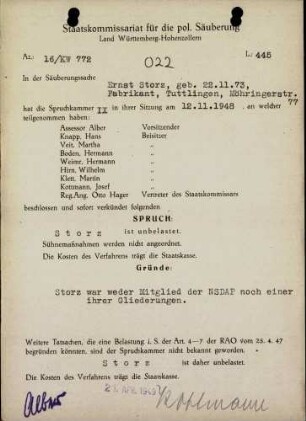 Staatskommissariat für die pol. Säuberung
Land Württemberg-Hohenzollern
Az.: 16/KW 772
022
L: 445
In der Säuberungssache
Ernst Storz, geb. 22.11.73,
Fabrikant, Tuttlingen, Möhringerstr.
77
hat die Spruchkammer IX in ihrer Sitzung am 12.11.1948, an welcher
teilgenommen haben:
Assessor Alber Vorsitzender
Knapp, Hans Beisitzer
Veit, Martha „
Boden, Hermann „
Weime, Hermann „
Hirt, Wilhelm „
Klett, Martin „
Kottmann, Josef „
Reg.Ang. Otto Hager Vertreter des Staatskommissars
beschlossen und sofort verkündet folgenden
SPRUCH:
Storz ist unbelastet.
Sühnemaßnahmen werden nicht angeordnet.
Die Kosten des Verfahrens trägt die Staatskasse.
Gründe:
Storz war weder Mitglied der NSDAP noch einer
ihrer Gliederungen.
Weitere Tatsachen, die eine Belastung i. S. der Art. 4—7 der RAO vom 25. 4. 47
begründen könnten, sind der Spruchkammer nicht bekannt geworden.
Storz ist daher unbelastet.
Die Kosten des Verfahrens trägt die Staatskasse.
Alber
Kottmann